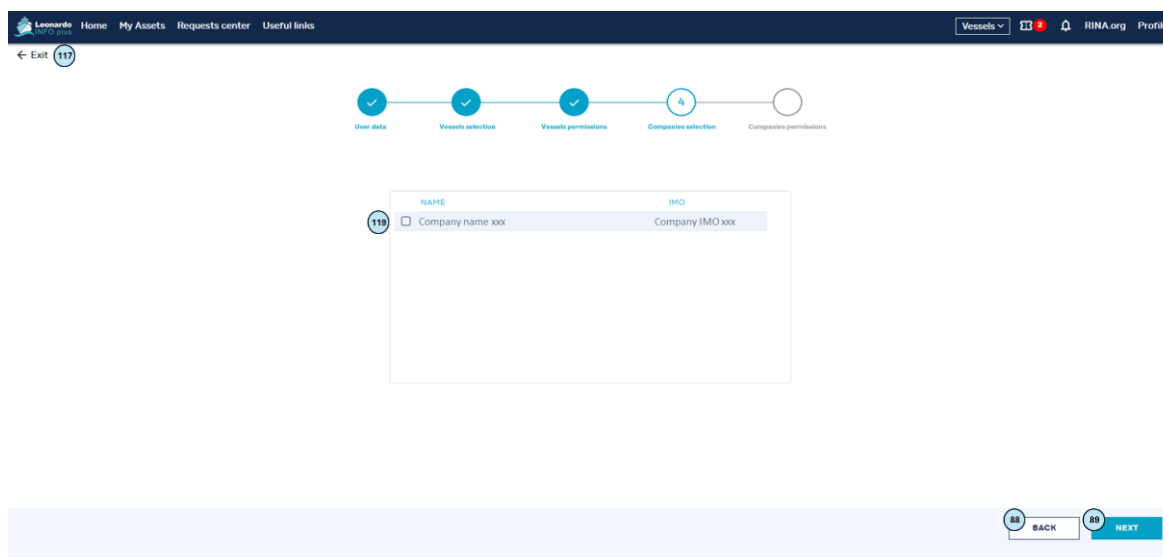 Leonardo
INFO plus
Home My Assets Requests center Useful links
Vessels 2 RINA.org Profil
← Exit 117
4
User data Vessels selection Vessels permissions Companies selection Companies permissions
NAME IMO
119 Company name xxx Company IMO xxx
88 BACK 89 NEXT